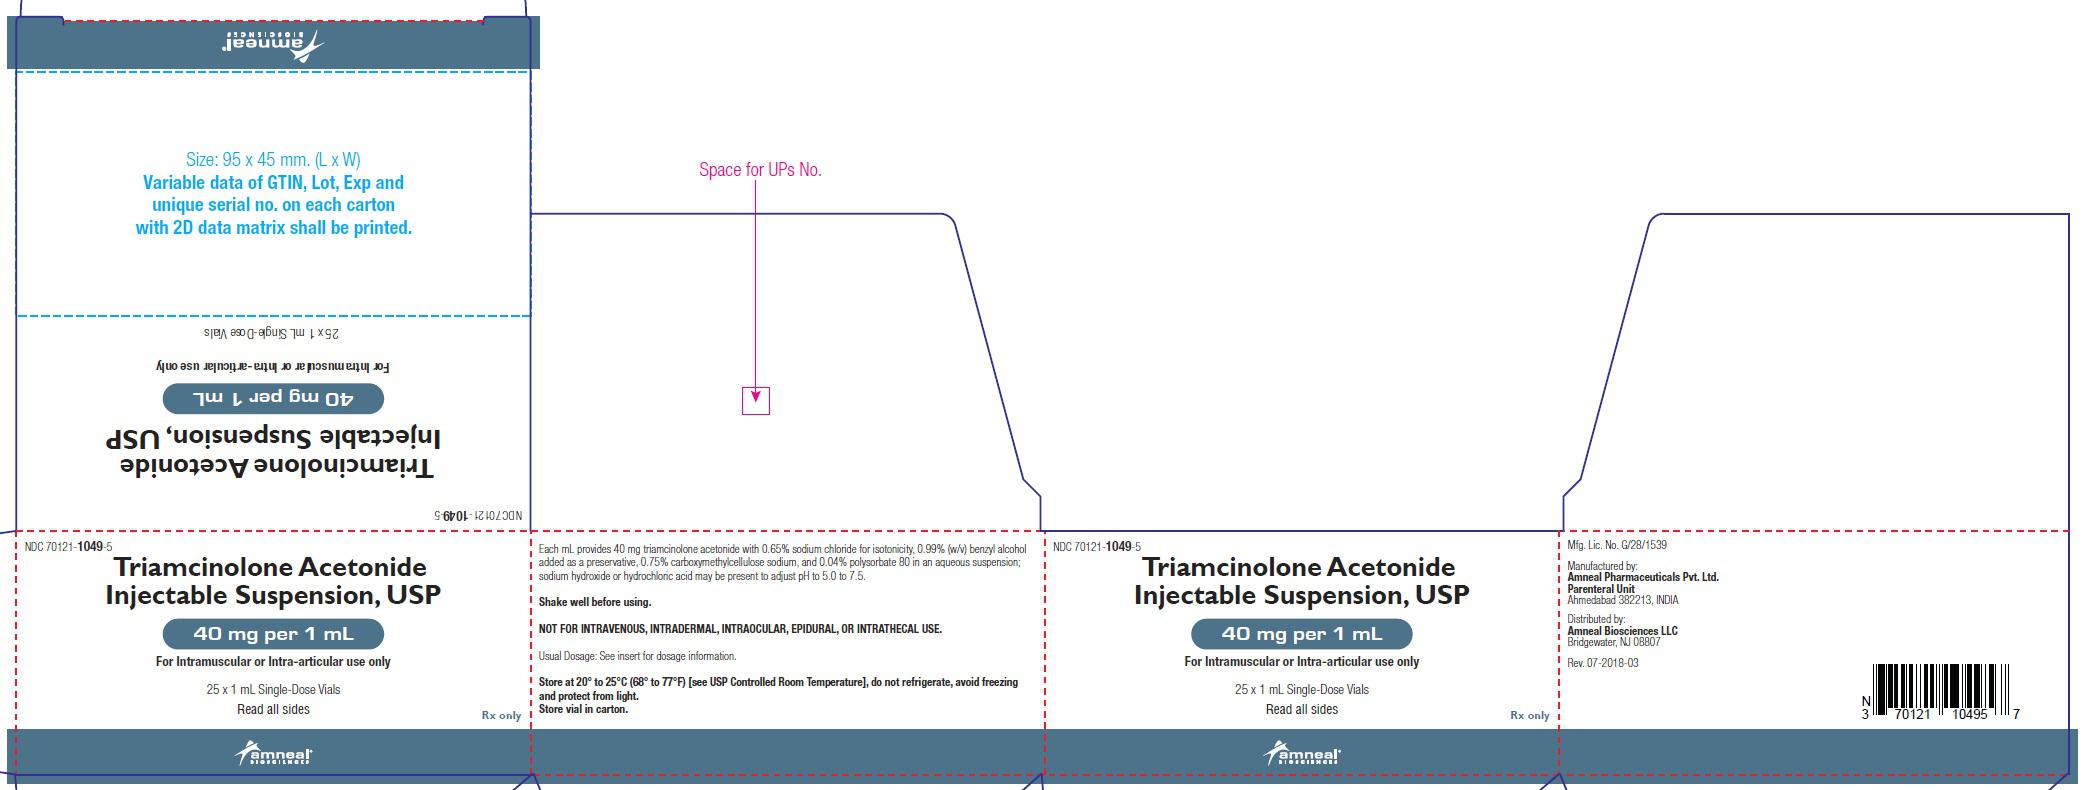 amneal
BIOSCIENCES
Size: 95 x 45 mm. (L x W)
Variable data of GTIN, Lot, Exp and
unique serial no. on each carton
with 2D data matrix shall be printed.
Space for UPs No.
NDC 70121-1049-5
Triamcinolone Acetonide
Injectable Suspension, USP
40 mg per 1 mL
For Intramuscular or Intra-articular use only
25 x 1 mL Single-Dose Vials
NDC 70121-1049-5
Triamcinolone Acetonide
Injectable Suspension, USP
40 mg per 1 mL
For Intramuscular or Intra-articular use only
25 x 1 mL Single-Dose Vials
Read all sides
Rx only
amneal
BIOSCIENCES
Each mL provides 40 mg triamcinolone acetonide with 0.65% sodium chloride for isotonicity, 0.99% (w/v) benzyl alcohol
added as a preservative, 0.75% carboxymethylcellulose sodium, and 0.04% polysorbate 80 in an aqueous suspension;
sodium hydroxide or hydrochloric acid may be present to adjust pH to 5.0 to 7.5.
Shake well before using.
NOT FOR INTRAVENOUS, INTRADERMAL, INTRAOCULAR, EPIDURAL, OR INTRATHECAL USE.
Usual Dosage: See insert for dosage information.
Store at 20° to 25°C (68° to 77°F) [see USP Controlled Room Temperature], do not refrigerate, avoid freezing
and protect from light.
Store vial in carton.
NDC 70121-1049-5
Triamcinolone Acetonide
Injectable Suspension, USP
40 mg per 1 mL
For Intramuscular or Intra-articular use only
25 x 1 mL Single-Dose Vials
Read all sides
Rx only
amneal
BIOSCIENCES
Mfg. Lic. No. G/28/1539
Manufactured by:
Amneal Pharmaceuticals Pvt. Ltd.
Parenteral Unit
Ahmedabad 382213, INDIA
Distributed by:
Amneal Biosciences LLC
Bridgewater, NJ 08807
Rev. 07-2018-03
N
3 70121 10495 7